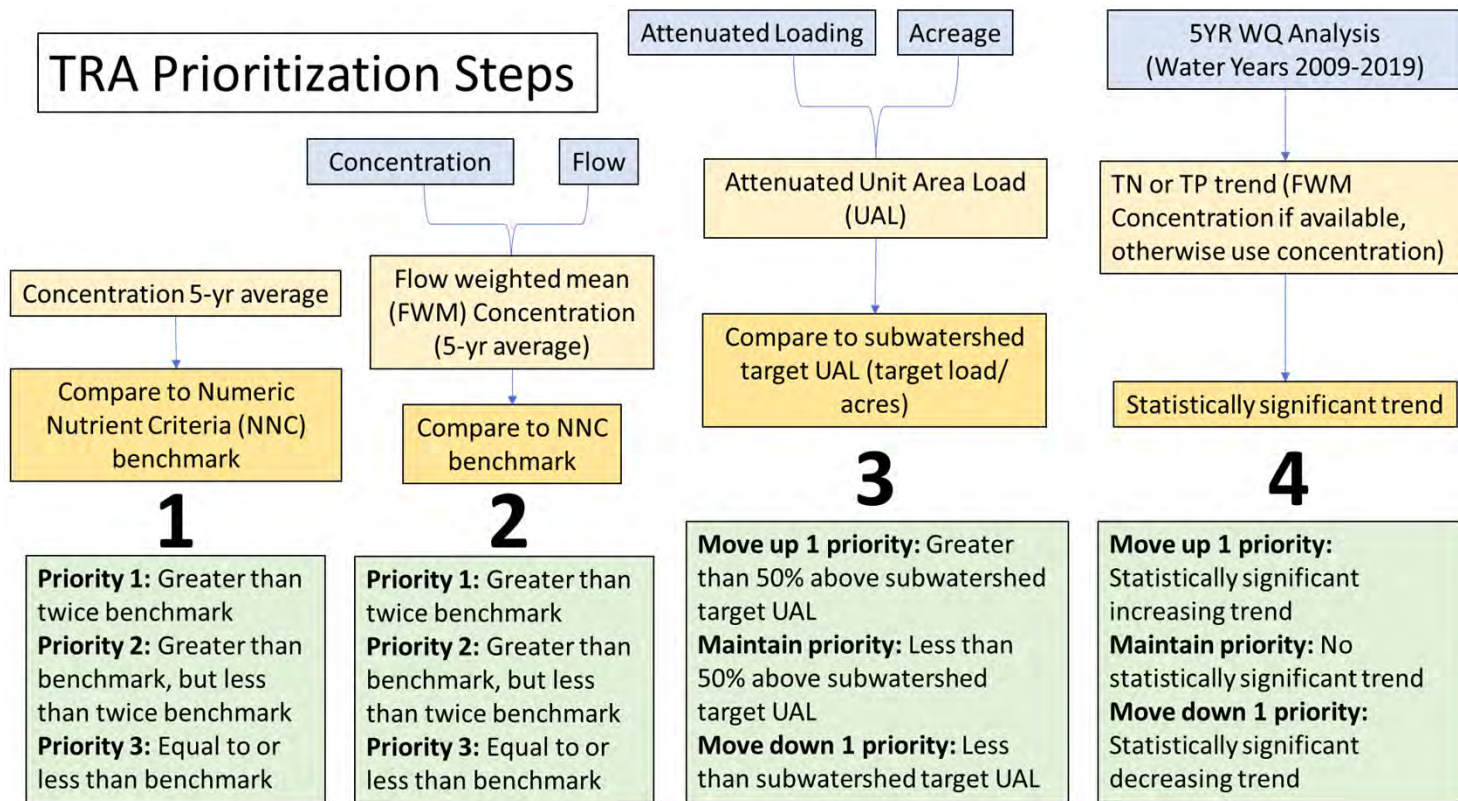 TRA Prioritization Steps
Concentration 5-yr average
Compare to Numeric
Nutrient Criteria (NNC)
benchmark
1
Priority 1: Greater than
twice benchmark
Priority 2: Greater than
benchmark, but less
than twice benchmark
Priority 3: Equal to or
less than benchmark
Concentration
Flow
Flow weighted mean
(FWM) Concentration
(5-yr average)
Compare to NNC
benchmark
2
Priority 1: Greater than
twice benchmark
Priority 2: Greater than
benchmark, but less
than twice benchmark
Priority 3: Equal to or
less than benchmark
Attenuated Loading
Acreage
Attenuated Unit Area Load
(UAL)
Compare to subwatershed
target UAL (target load/
acres)
3
Move up 1 priority: Greater
than 50% above subwatershed
target UAL
Maintain priority: Less than
50% above subwatershed
target UAL
Move down 1 priority: Less
than subwatershed target UAL
5YR WQ Analysis
(Water Years 2009-2019)
TN or TP trend (FWM
Concentration if available,
otherwise use concentration)
Statistically significant trend
4
Move up 1 priority:
Statistically significant
increasing trend
Maintain priority: No
statistically significant trend
Move down 1 priority:
Statistically significant
decreasing trend